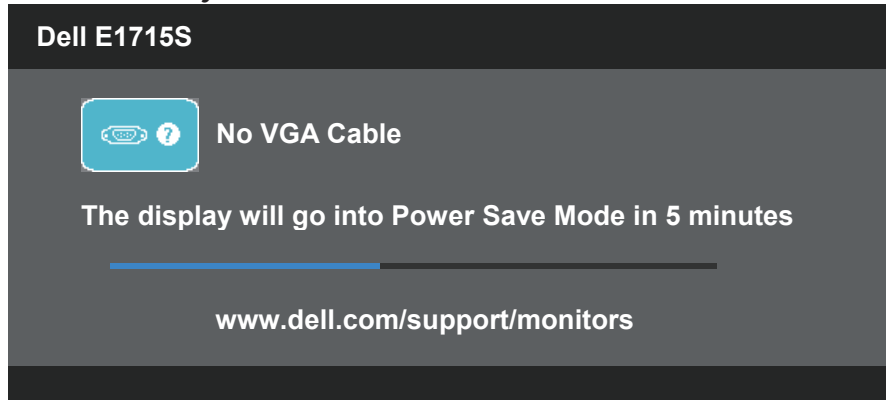 Dell E1715S
No VGA Cable
The display will go into Power Save Mode in 5 minutes
www.dell.com/support/monitors